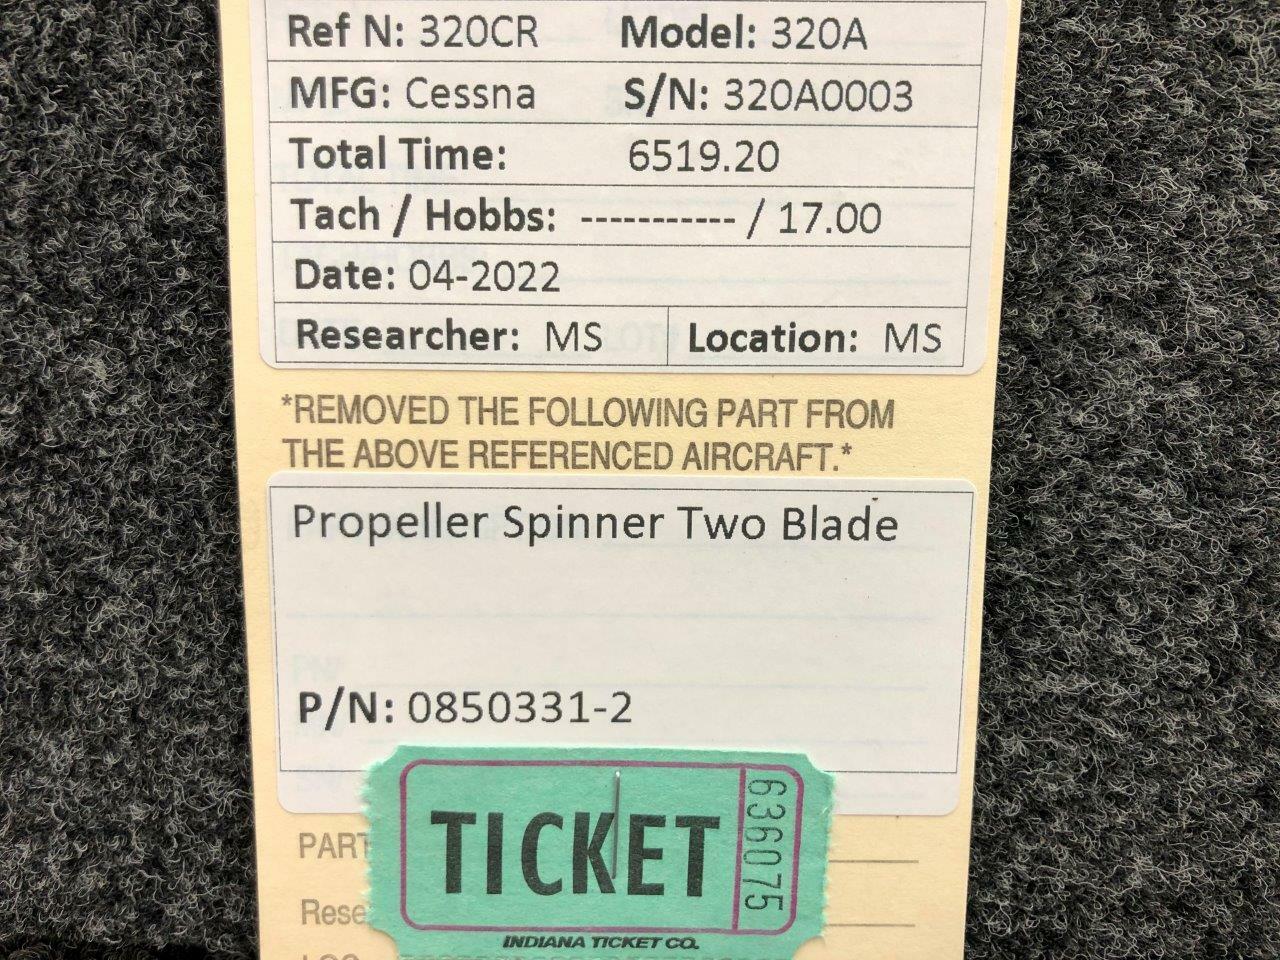 Ref N: 320CR Model: 320A
MFG: Cessna S/N: 320A0003
Total Time: 6519.20
Tach / Hobbs: ----------- / 17.00
Date: 04-2022
Researcher: MS Location: MS
*REMOVED THE FOLLOWING PART FROM
THE ABOVE REFERENCED AIRCRAFT.*
Propeller Spinner Two Blade
P/N: 0850331-2
TICKET
636075
PART
Rese
INDIANA TICKET CO.